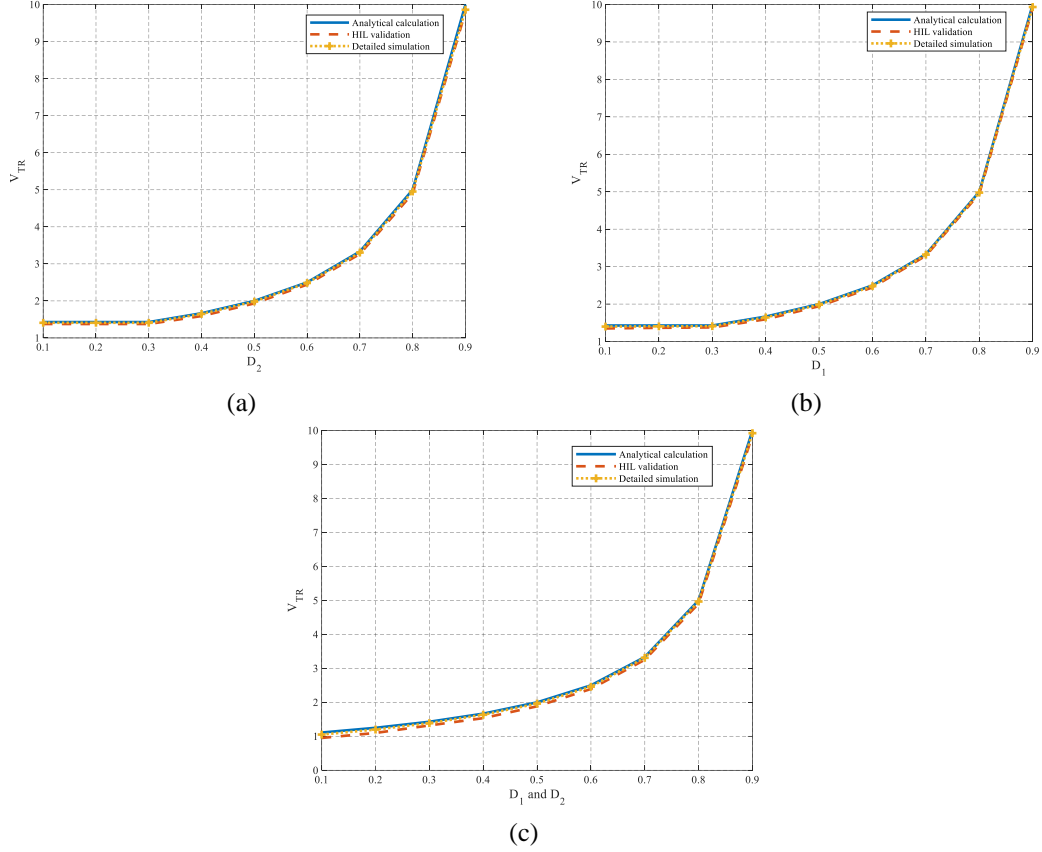 10
9
8
7
6
5
4
3
2
1
V_TR
Analytical calculation
HIL validation
Detailed simulation
0.1 0.2 0.3 0.4 0.5 0.6 0.7 0.8 0.9
D_2
(a)
10
9
8
7
6
5
4
3
2
1
V_TR
Analytical calculation
HIL validation
Detailed simulation
0.1 0.2 0.3 0.4 0.5 0.6 0.7 0.8 0.9
D_1
(b)
10
9
8
7
6
5
4
3
2
1
0
V_TR
Analytical calculation
HIL validation
Detailed simulation
0.1 0.2 0.3 0.4 0.5 0.6 0.7 0.8 0.9
D_1 and D_2
(c)